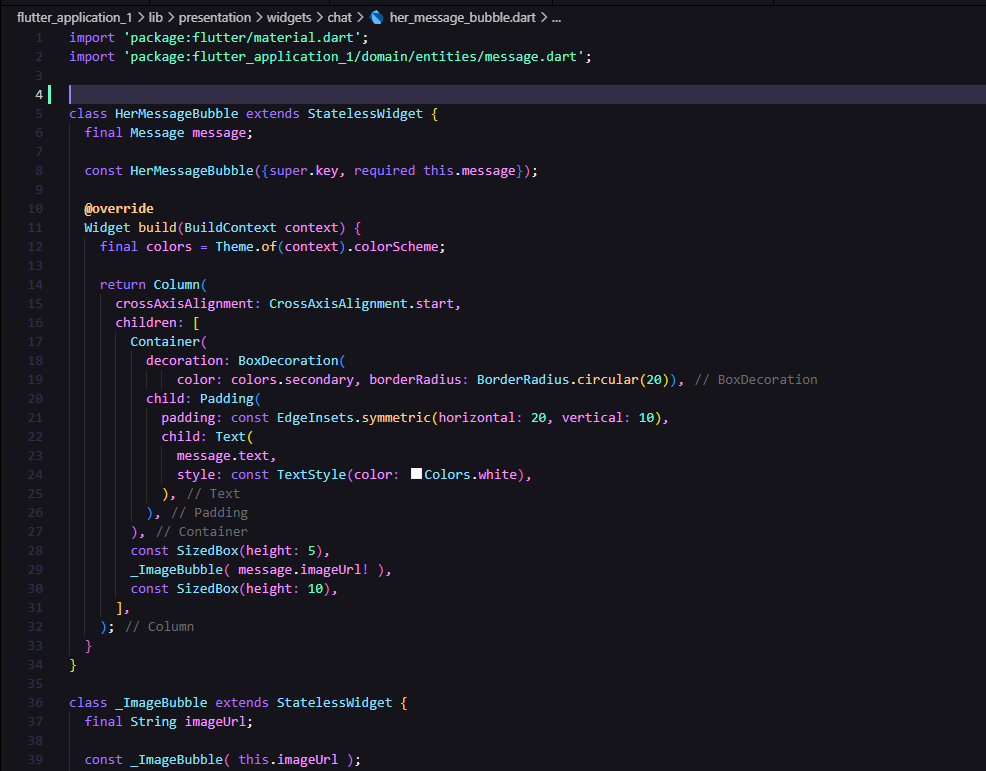 flutter_application_1 > lib > presentation > widgets > chat > her_message_bubble.dart > ...
1 import 'package:flutter/material.dart';
2 import 'package:flutter_application_1/domain/entities/message.dart';
3
4
5 class HerMessageBubble extends StatelessWidget {
6   final Message message;
7
8   const HerMessageBubble({super.key, required this.message});
9
10   @override
11   Widget build(BuildContext context) {
12     final colors = Theme.of(context).colorScheme;
13
14     return Column(
15       crossAxisAlignment: CrossAxisAlignment.start,
16       children: [
17         Container(
18           decoration: BoxDecoration(
19               color: colors.secondary, borderRadius: BorderRadius.circular(20)), // BoxDecoration
20           child: Padding(
21             padding: const EdgeInsets.symmetric(horizontal: 20, vertical: 10),
22             child: Text(
23               message.text,
24               style: const TextStyle(color: Colors.white),
25             ), // Text
26           ), // Padding
27         ), // Container
28         const SizedBox(height: 5),
29         _ImageBubble( message.imageUrl! ),
30         const SizedBox(height: 10),
31       ],
32     ); // Column
33   }
34 }
35
36 class _ImageBubble extends StatelessWidget {
37   final String imageUrl;
38
39   const _ImageBubble( this.imageUrl );